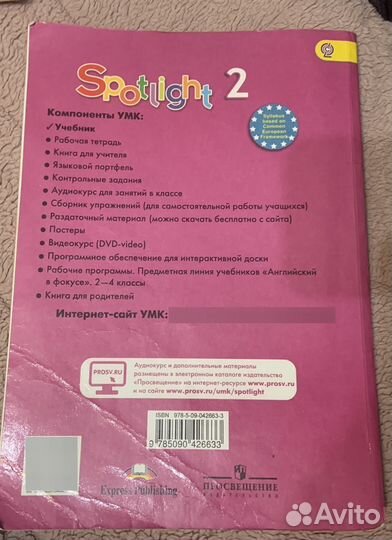 Spotlight 2
Syllabus
based on
Common
European
Framework
Компоненты УМК:
✓Учебник
• Рабочая тетрадь
• Книга для учителя
• Языковой портфель
• Контрольные задания
• Аудиокурс для занятий в классе
• Сборник упражнений (для самостоятельной работы учащихся)
• Раздаточный материал (можно скачать бесплатно с сайта)
• Постеры
• Видеокурс (DVD-video)
• Программное обеспечение для интерактивной доски
• Рабочие программы. Предметная линия учебников «Английский
в фокусе». 2—4 классы
• Книга для родителей
Интернет-сайт УМК:
PROSV.RU
Аудиокурс и дополнительные материалы
размещены в электронном каталоге издательства
«Просвещение» на интернет-ресурсе www.prosv.ru
и на сайте www.prosv.ru/umk/spotlight
ISBN 978-5-09-042663-3
9 785090 426633
Express Publishing
ПРОСВЕЩЕНИЕ
ИЗДАТЕЛЬСТВО
Avito